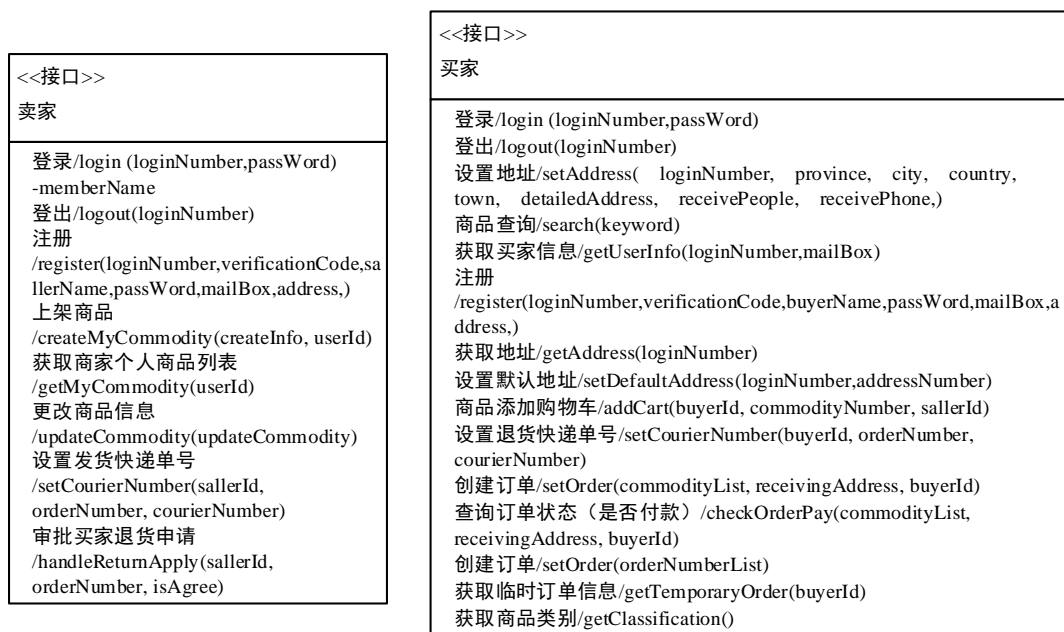 <<接口>>
卖家
登录/login (loginNumber,passWord)
-memberName
登出/logout(loginNumber)
注册
/register(loginNumber,verificationCode,sa
llerName,passWord,mailBox,address,)
上架商品
/createMyCommodity(createInfo, userId)
获取商家个人商品列表
/getMyCommodity(userId)
更改商品信息
/updateCommodity(updateCommodity)
设置发货快递单号
/setCourierNumber(sallerId,
orderNumber, courierNumber)
审批买家退货申请
/handleReturnApply(sallerId,
orderNumber, isAgree)
<<接口>>
买家
登录/login (loginNumber,passWord)
登出/logout(loginNumber)
设置地址/setAddress( loginNumber, province, city, country,
town, detailedAddress, receivePeople, receivePhone,)
商品查询/search(keyword)
获取买家信息/getUserInfo(loginNumber,mailBox)
注册
/register(loginNumber,verificationCode,buyerName,passWord,mailBox,a
ddress,)
获取地址/getAddress(loginNumber)
设置默认地址/setDefaultAddress(loginNumber,addressNumber)
商品添加购物车/addCart(buyerId, commodityNumber, sallerId)
设置退货快递单号/setCourierNumber(buyerId, orderNumber,
courierNumber)
创建订单/setOrder(commodityList, receivingAddress, buyerId)
查询订单状态（是否付款）/checkOrderPay(commodityList,
receivingAddress, buyerId)
创建订单/setOrder(orderNumberList)
获取临时订单信息/getTemporaryOrder(buyerId)
获取商品类别/getClassification()